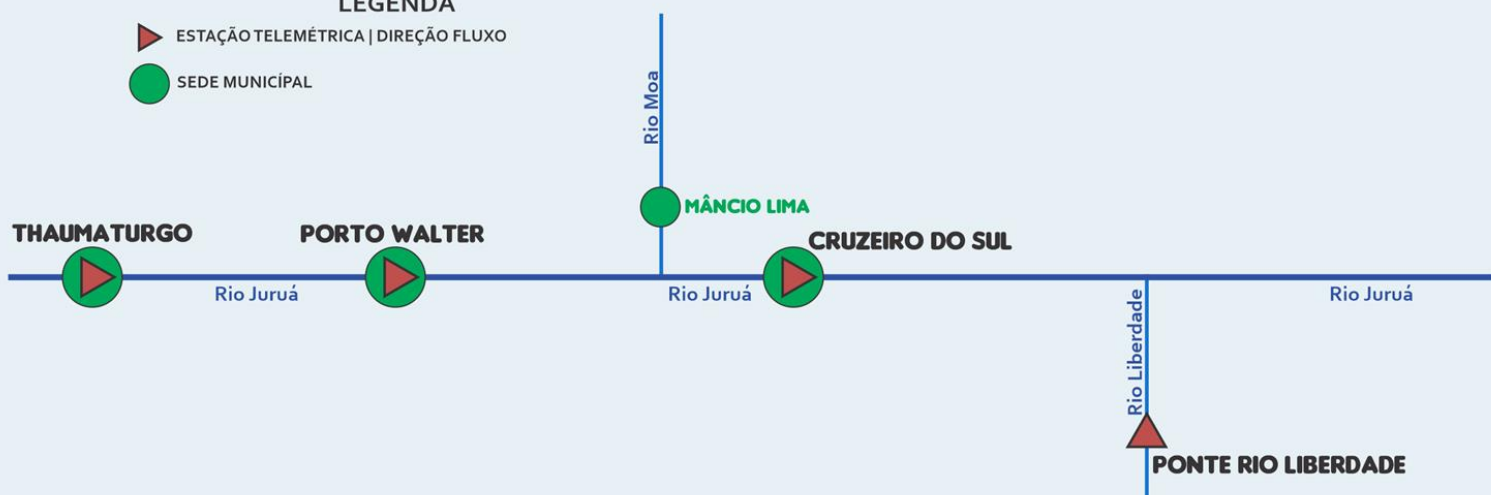 LEGENDA
ESTAÇÃO TELEMÉTRICA | DIREÇÃO FLUXO
SEDE MUNICÍPAL
Rio Moa
MÂNCIO LIMA
THAUMATURGO
PORTO WALTER
CRUZEIRO DO SUL
Rio Juruá
Rio Juruá
Rio Juruá
Rio Liberdade
PONTE RIO LIBERDADE